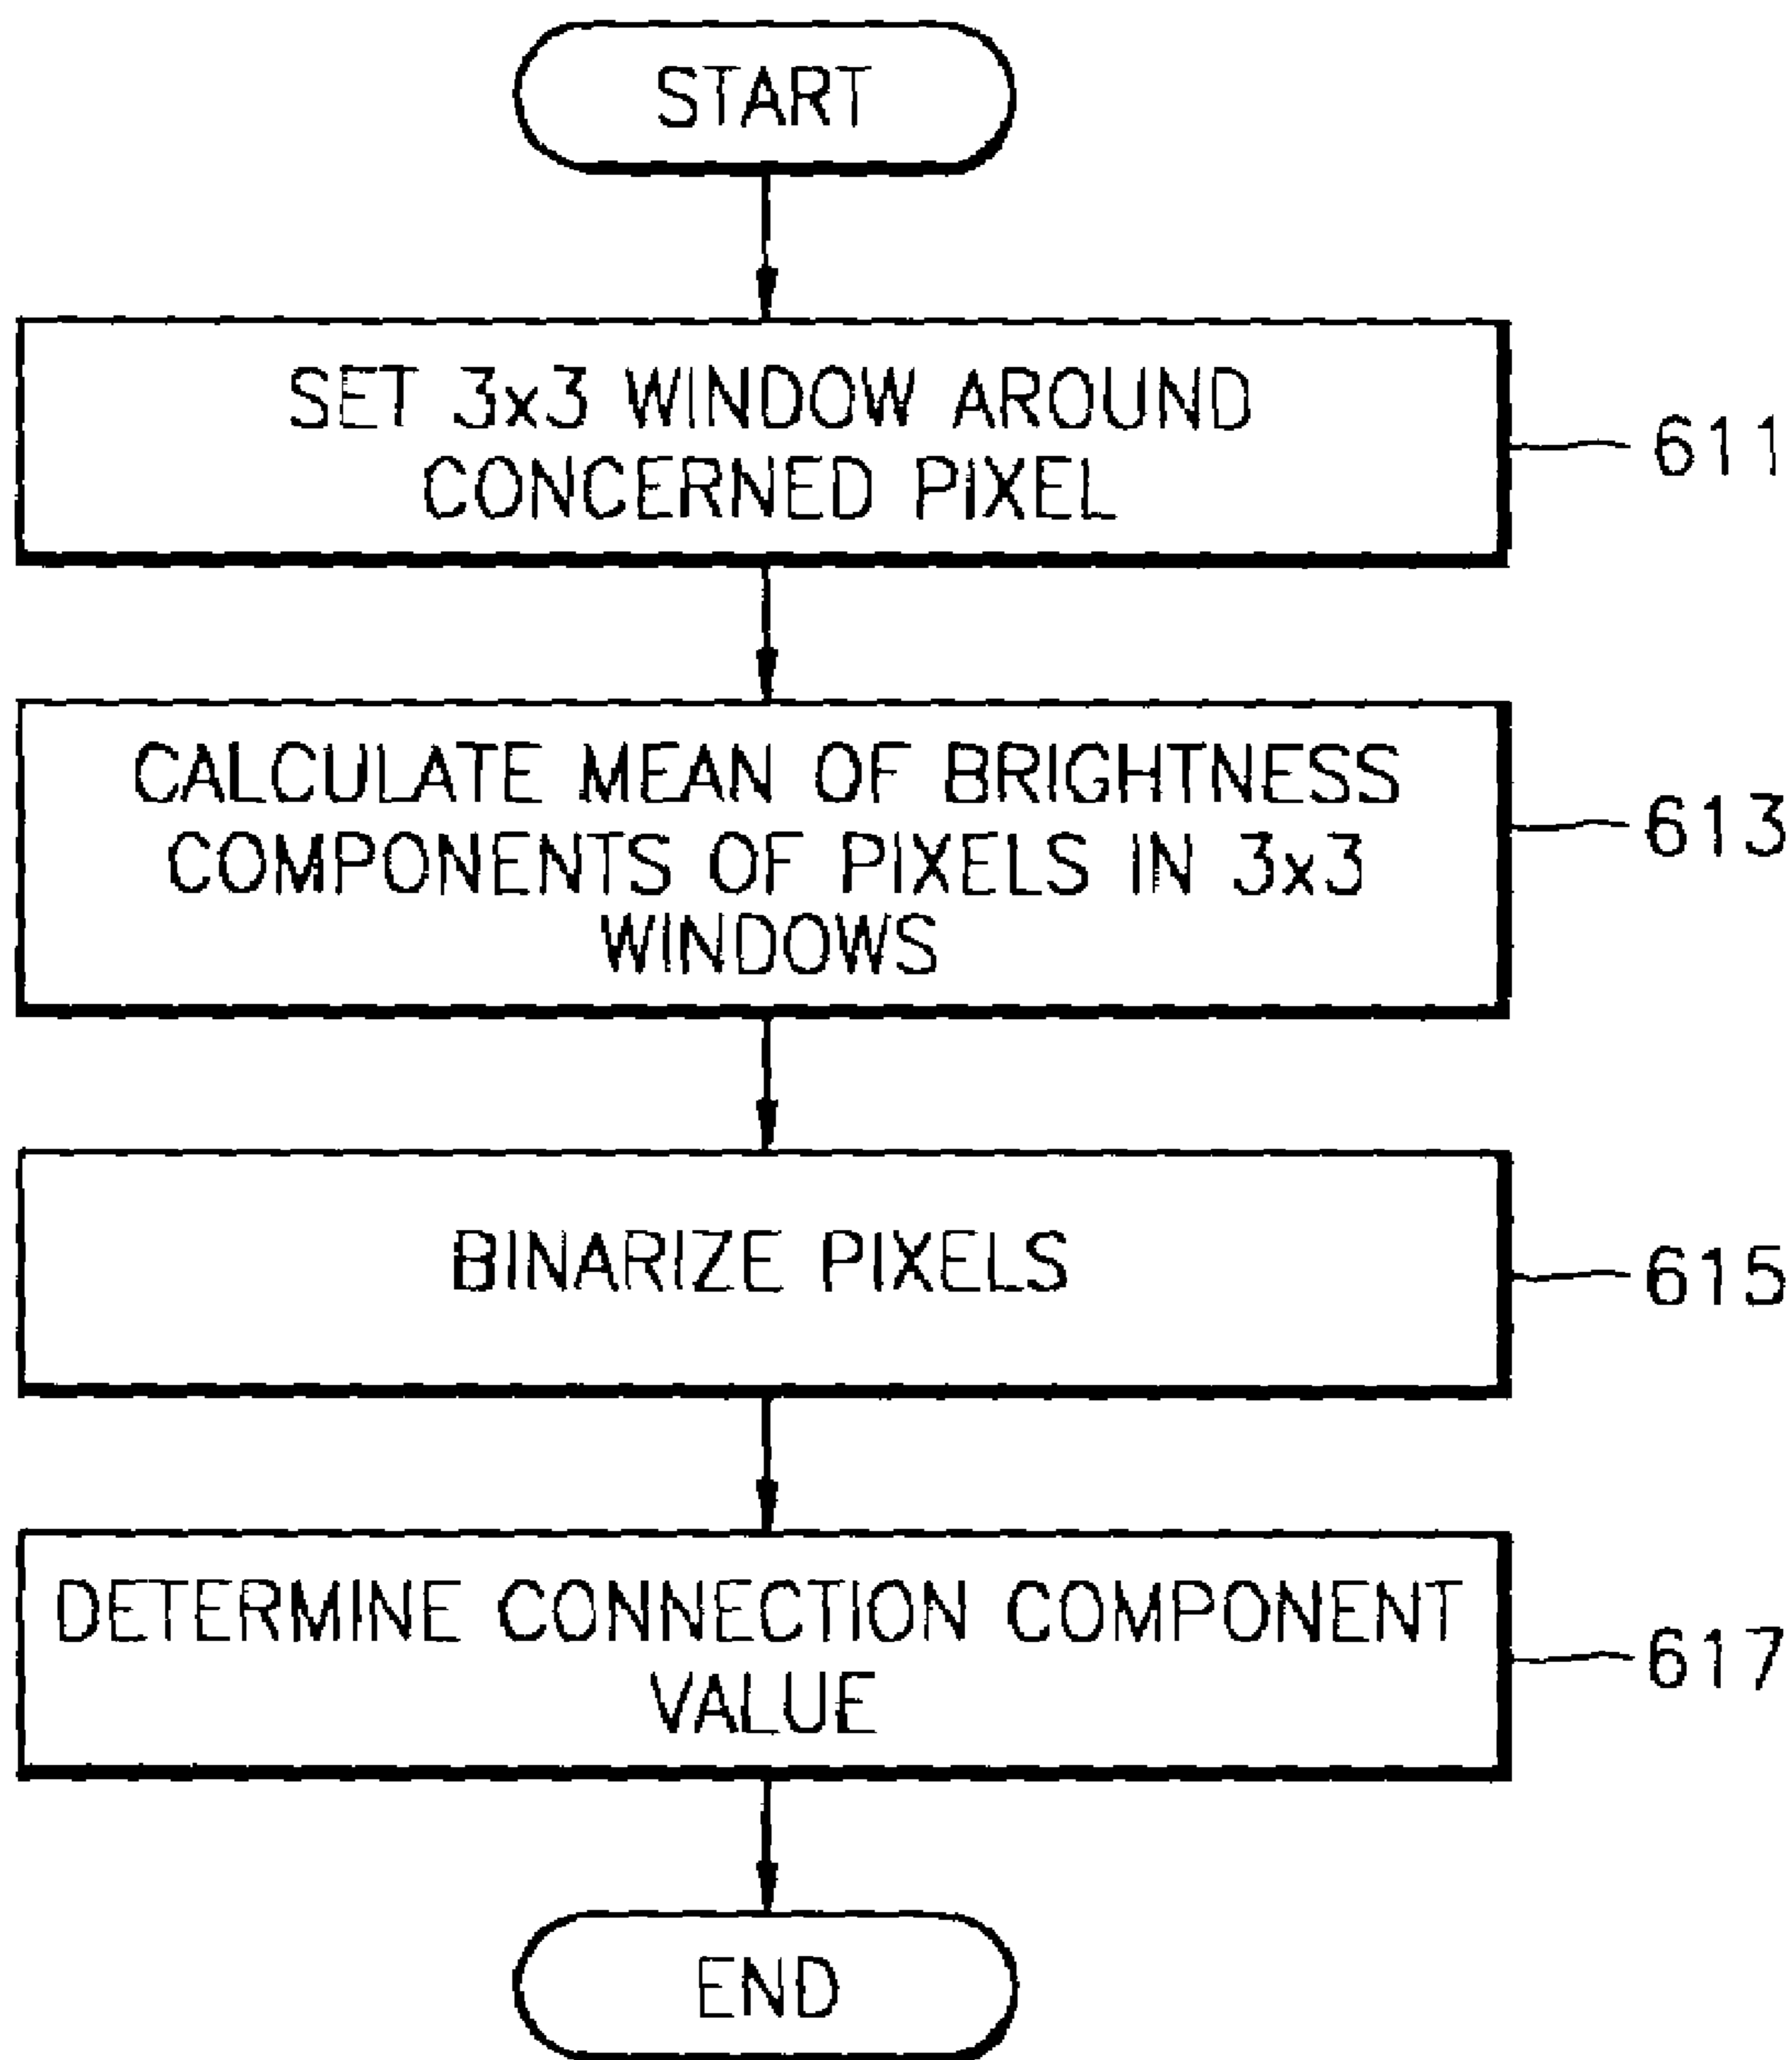 START
SET 3x3 WINDOW AROUND
CONCERNED PIXEL
611
CALCULATE MEAN OF BRIGHTNESS
COMPONENTS OF PIXELS IN 3x3
WINDOWS
613
BINARIZE PIXELS
615
DETERMINE CONNECTION COMPONENT
VALUE
617
END